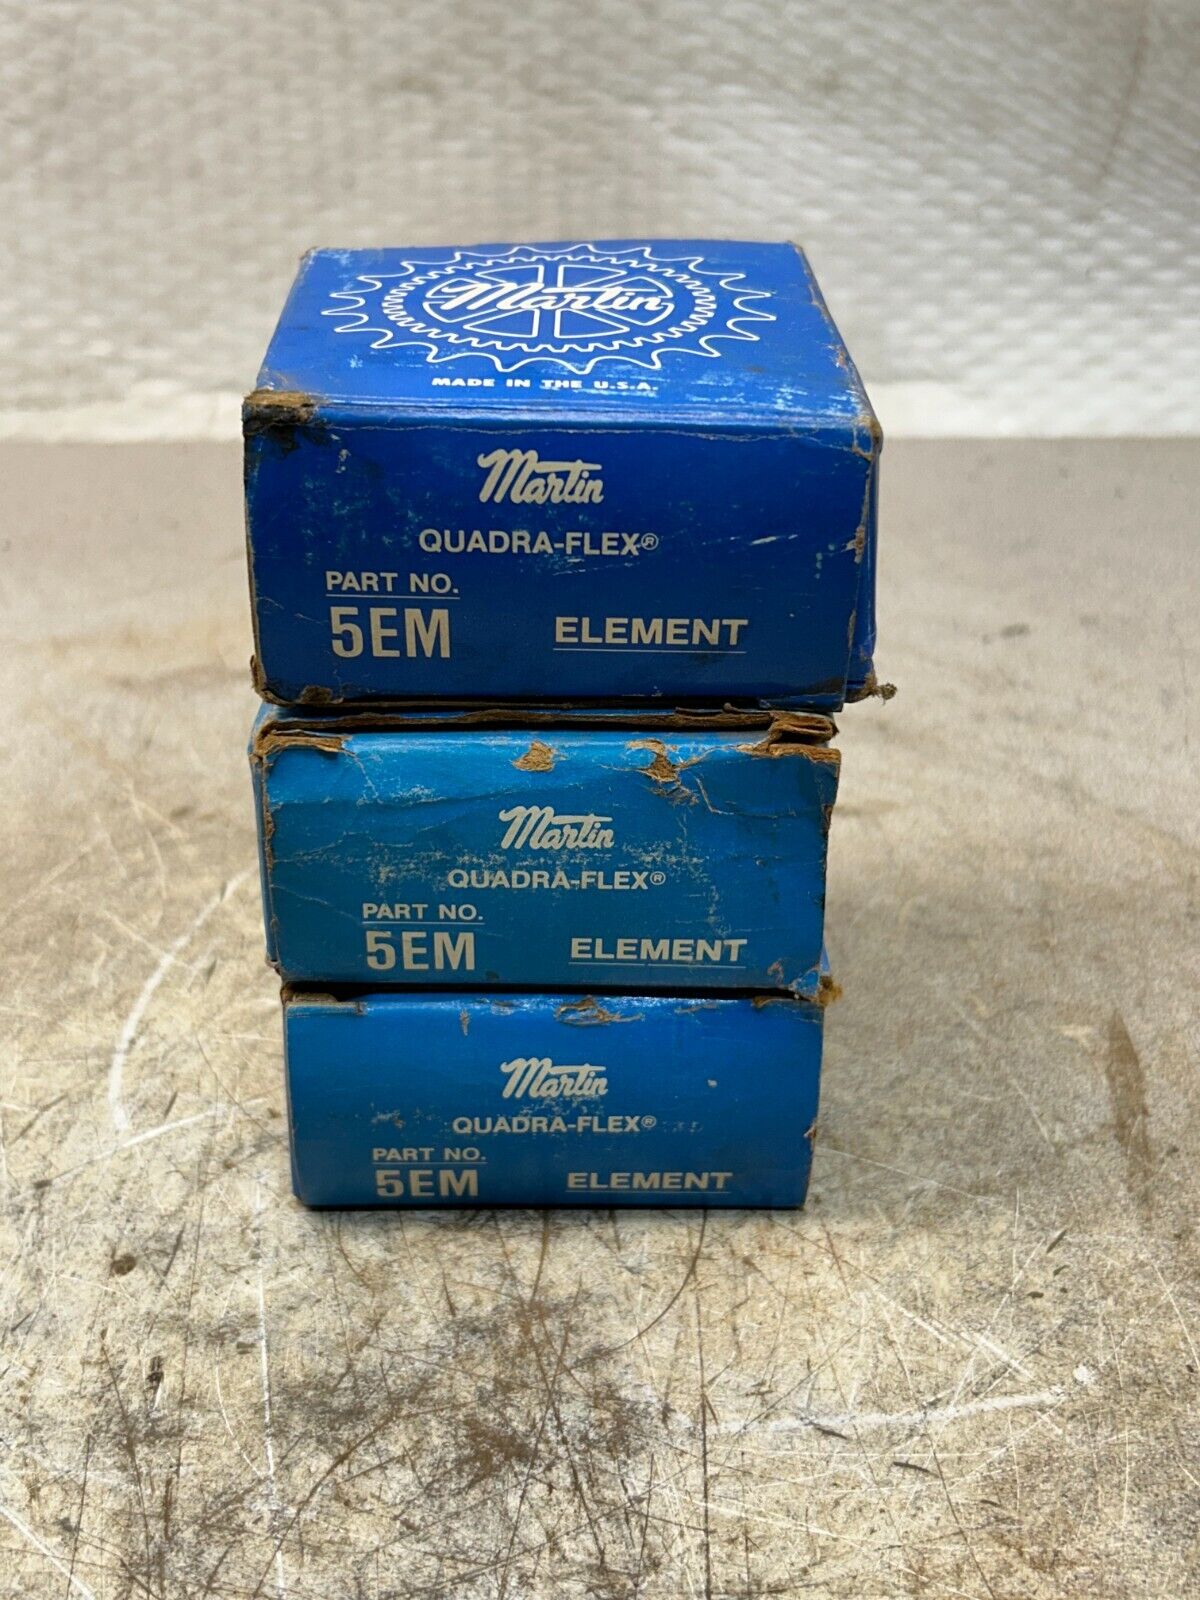 Martin
MADE IN THE U.S.A.
Martin
QUADRA-FLEX®
PART NO.
5EM ELEMENT
Martin
QUADRA-FLEX®
PART NO.
5EM ELEMENT
Martin
QUADRA-FLEX®
PART NO.
5EM ELEMENT